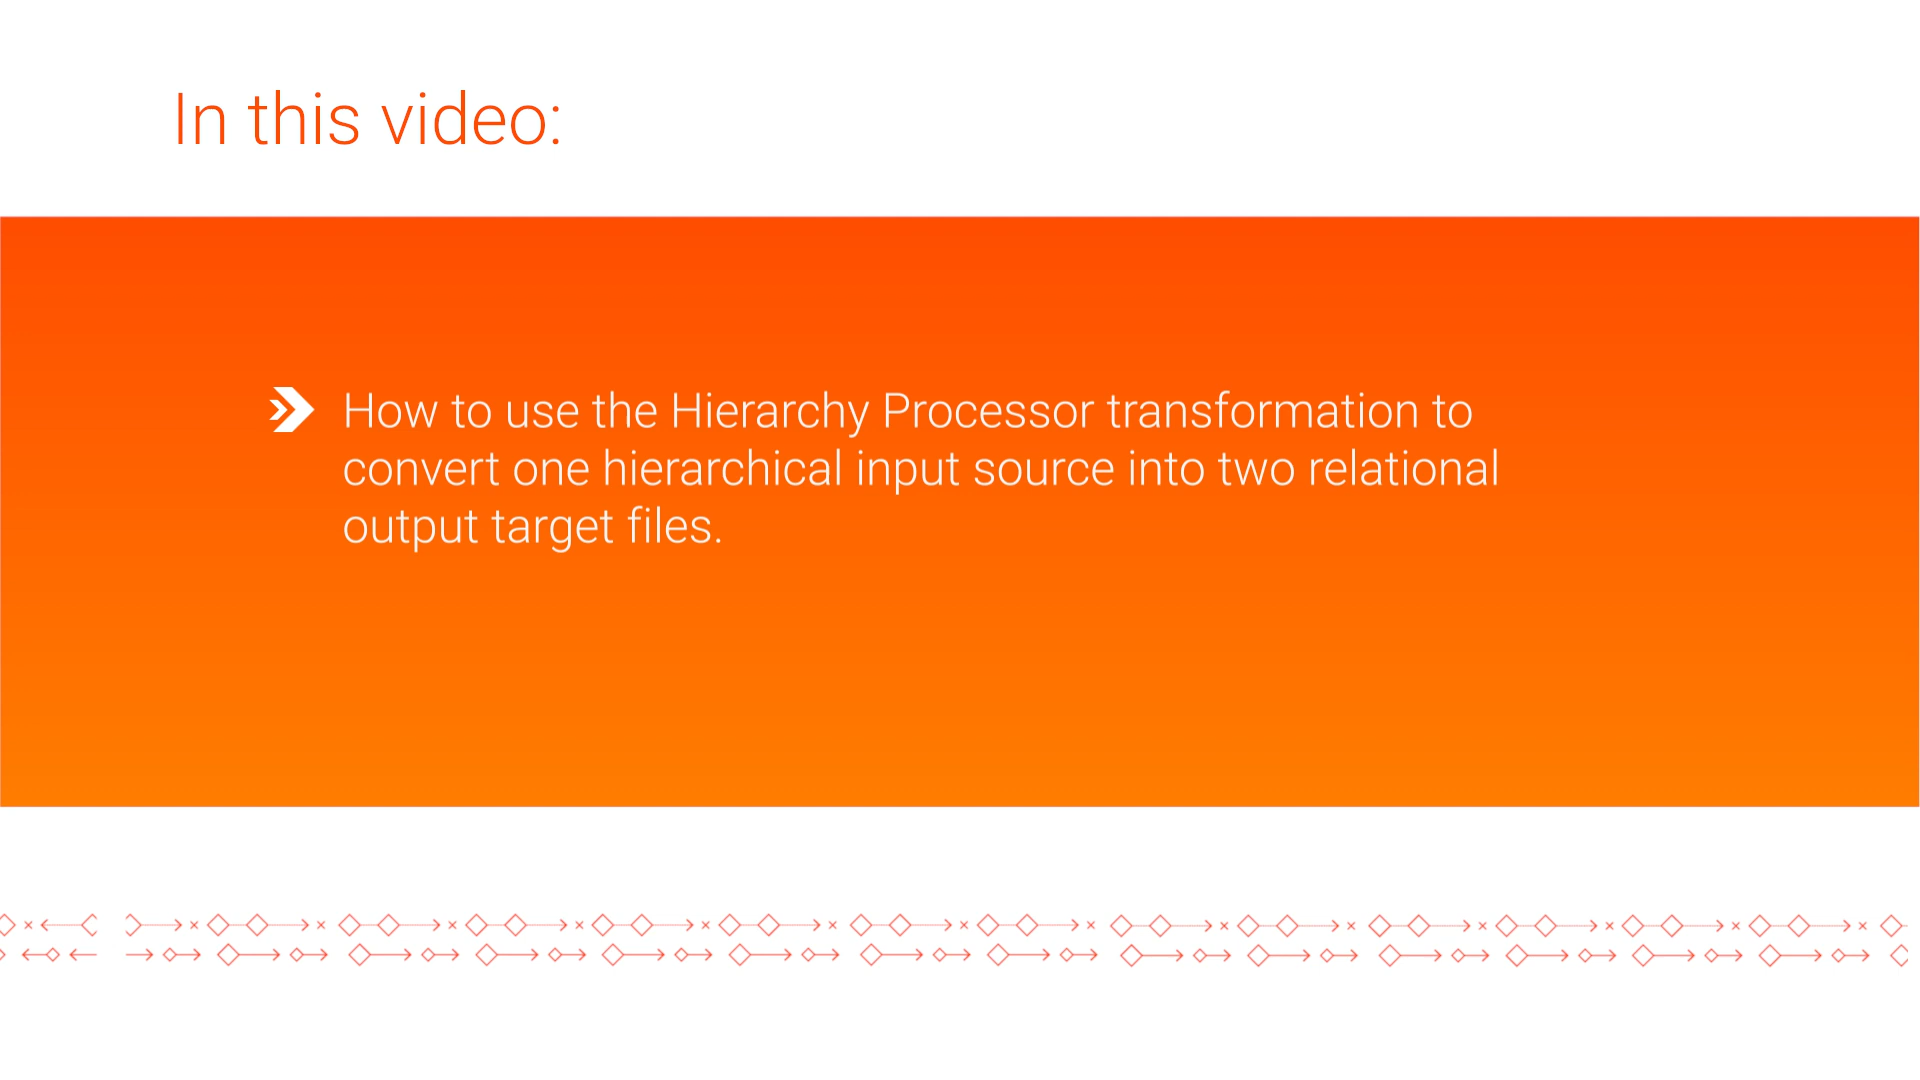 In this video:
How to use the Hierarchy Processor transformation to
convert one hierarchical input source into two relational
output target files.